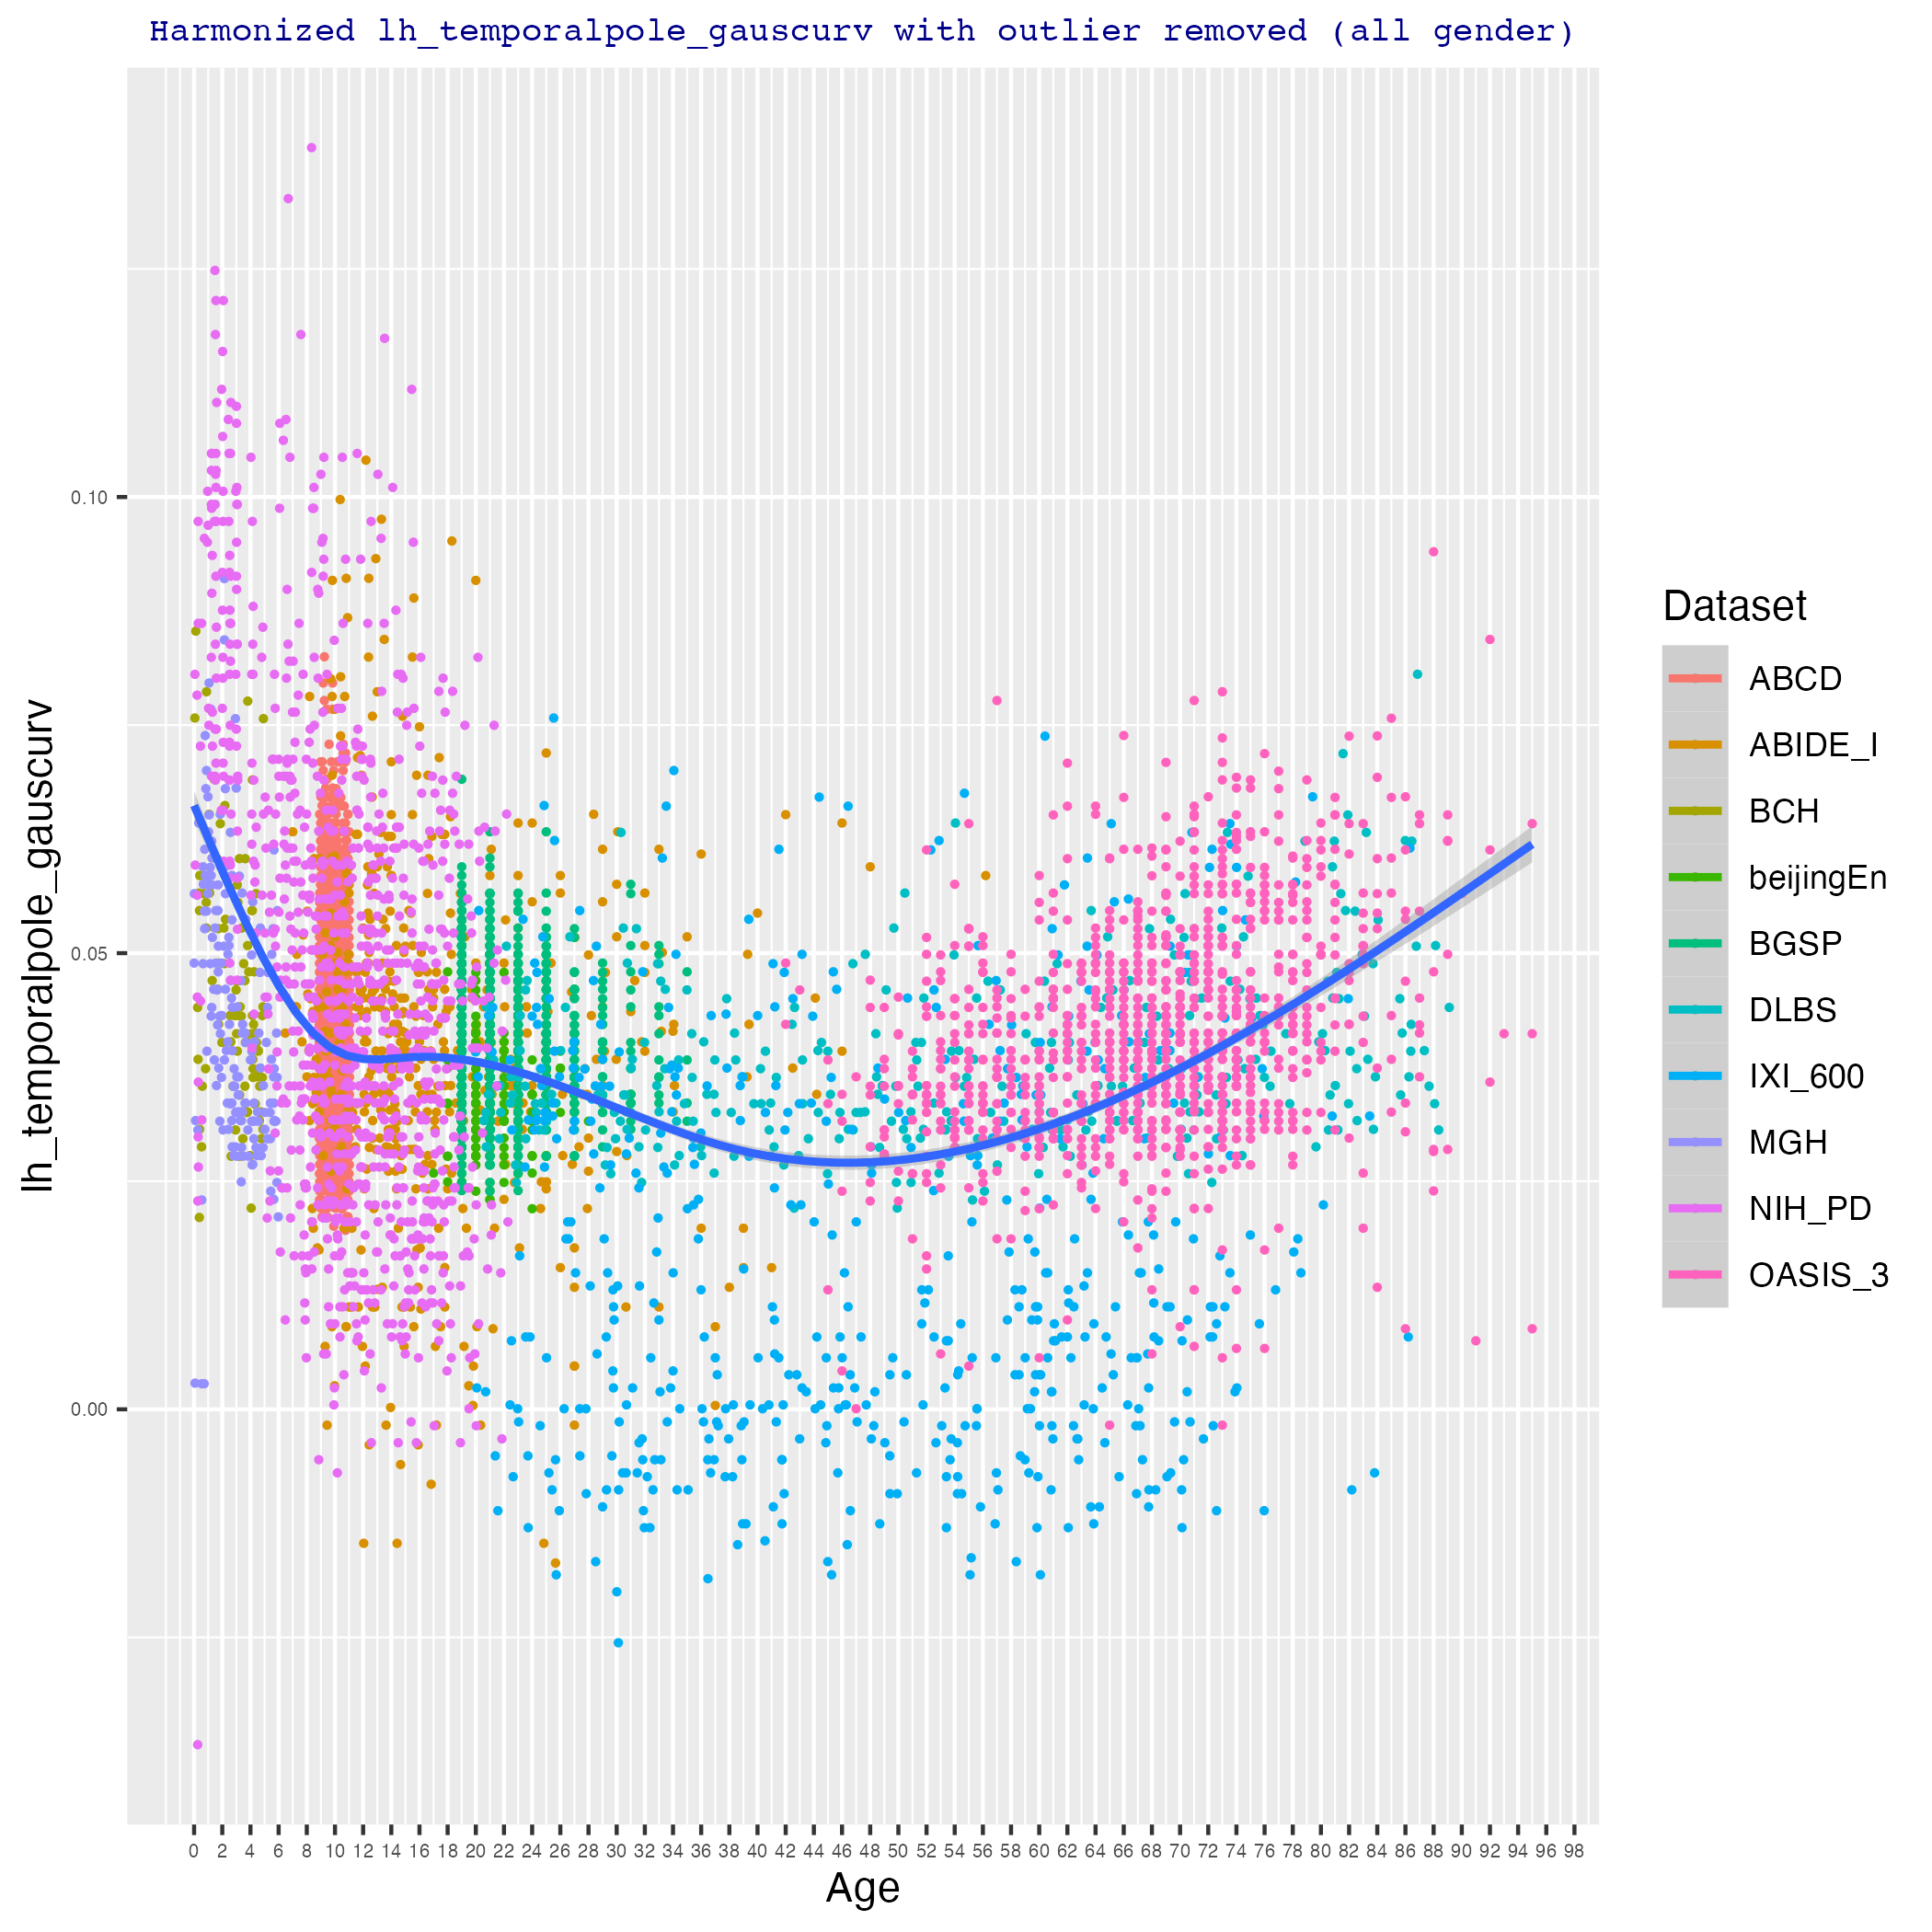 Harmonized lh_temporalpole_gauscurv with outlier removed (all gender)
lh_temporalpole_gauscurv
0.10
0.05
0.00
0 2 4 6 8 10 12 14 16 18 20 22 24 26 28 30 32 34 36 38 40 42 44 46 48 50 52 54 56 58 60 62 64 66 68 70 72 74 76 78 80 82 84 86 88 90 92 94 96 98
Age
Dataset
ABCD
ABIDE_I
BCH
beijingEn
BGSP
DLBS
IXI_600
MGH
NIH_PD
OASIS_3